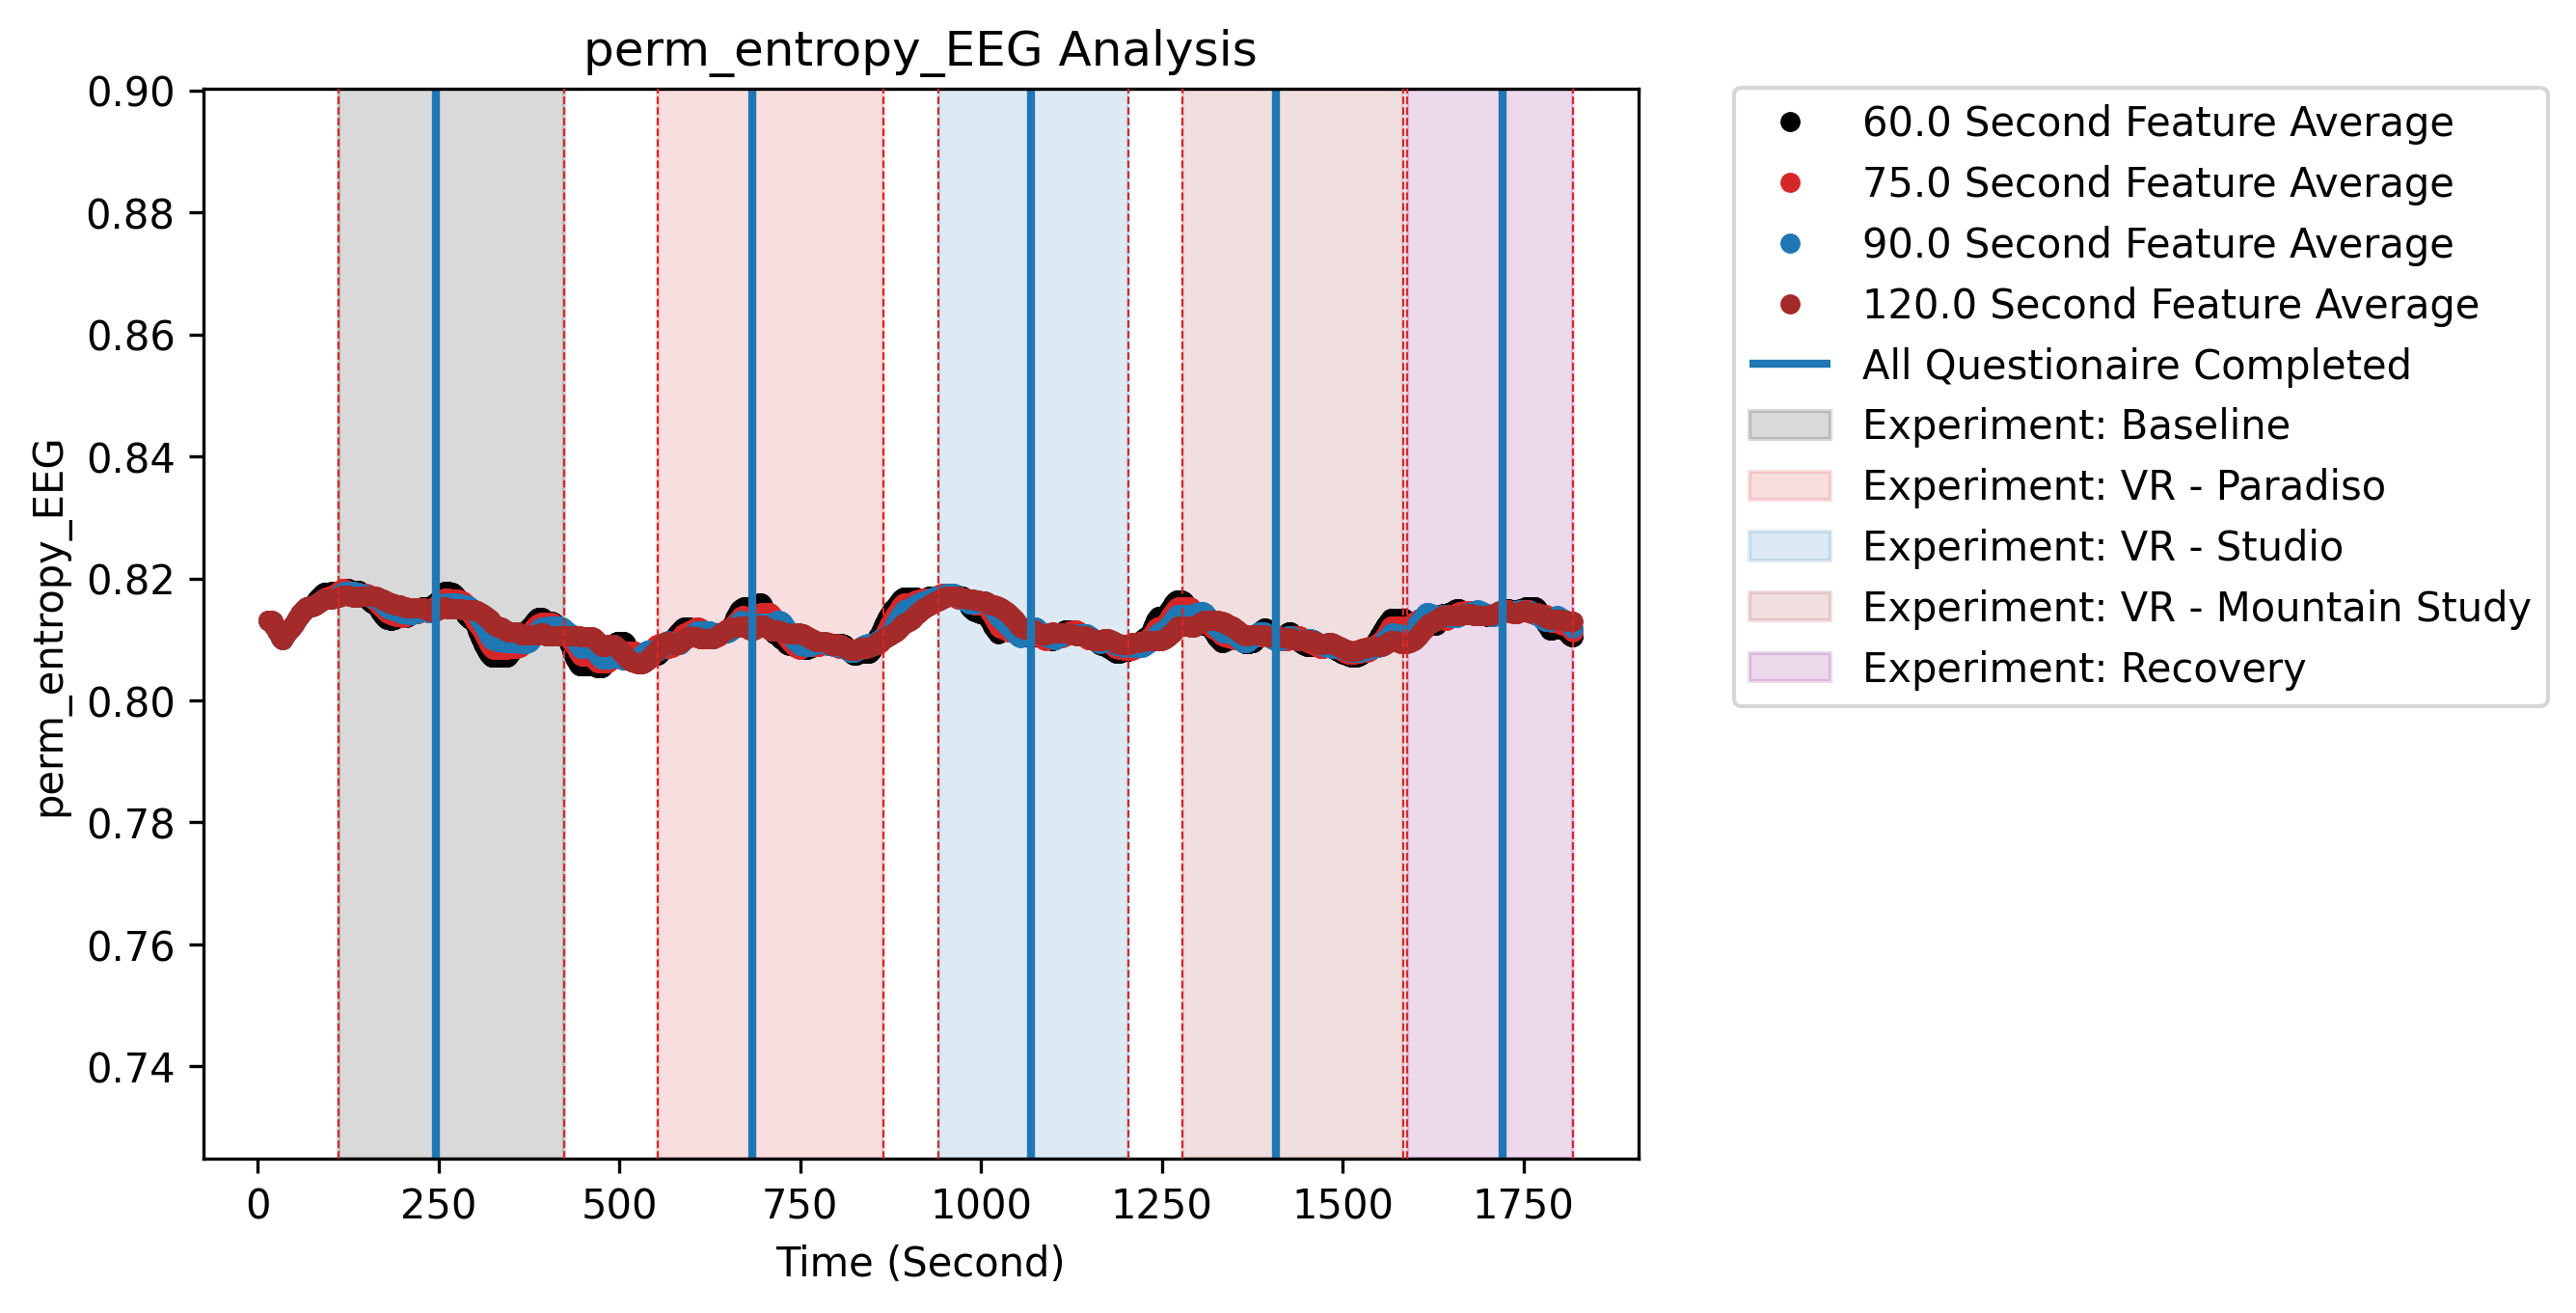 perm_entropy_EEG Analysis
0.90
0.88
0.86
0.84
0.82
0.80
0.78
0.76
0.74
perm_entropy_EEG
0 250 500 750 1000 1250 1500 1750
Time (Second)
60.0 Second Feature Average
75.0 Second Feature Average
90.0 Second Feature Average
120.0 Second Feature Average
All Questionaire Completed
Experiment: Baseline
Experiment: VR - Paradiso
Experiment: VR - Studio
Experiment: VR - Mountain Study
Experiment: Recovery